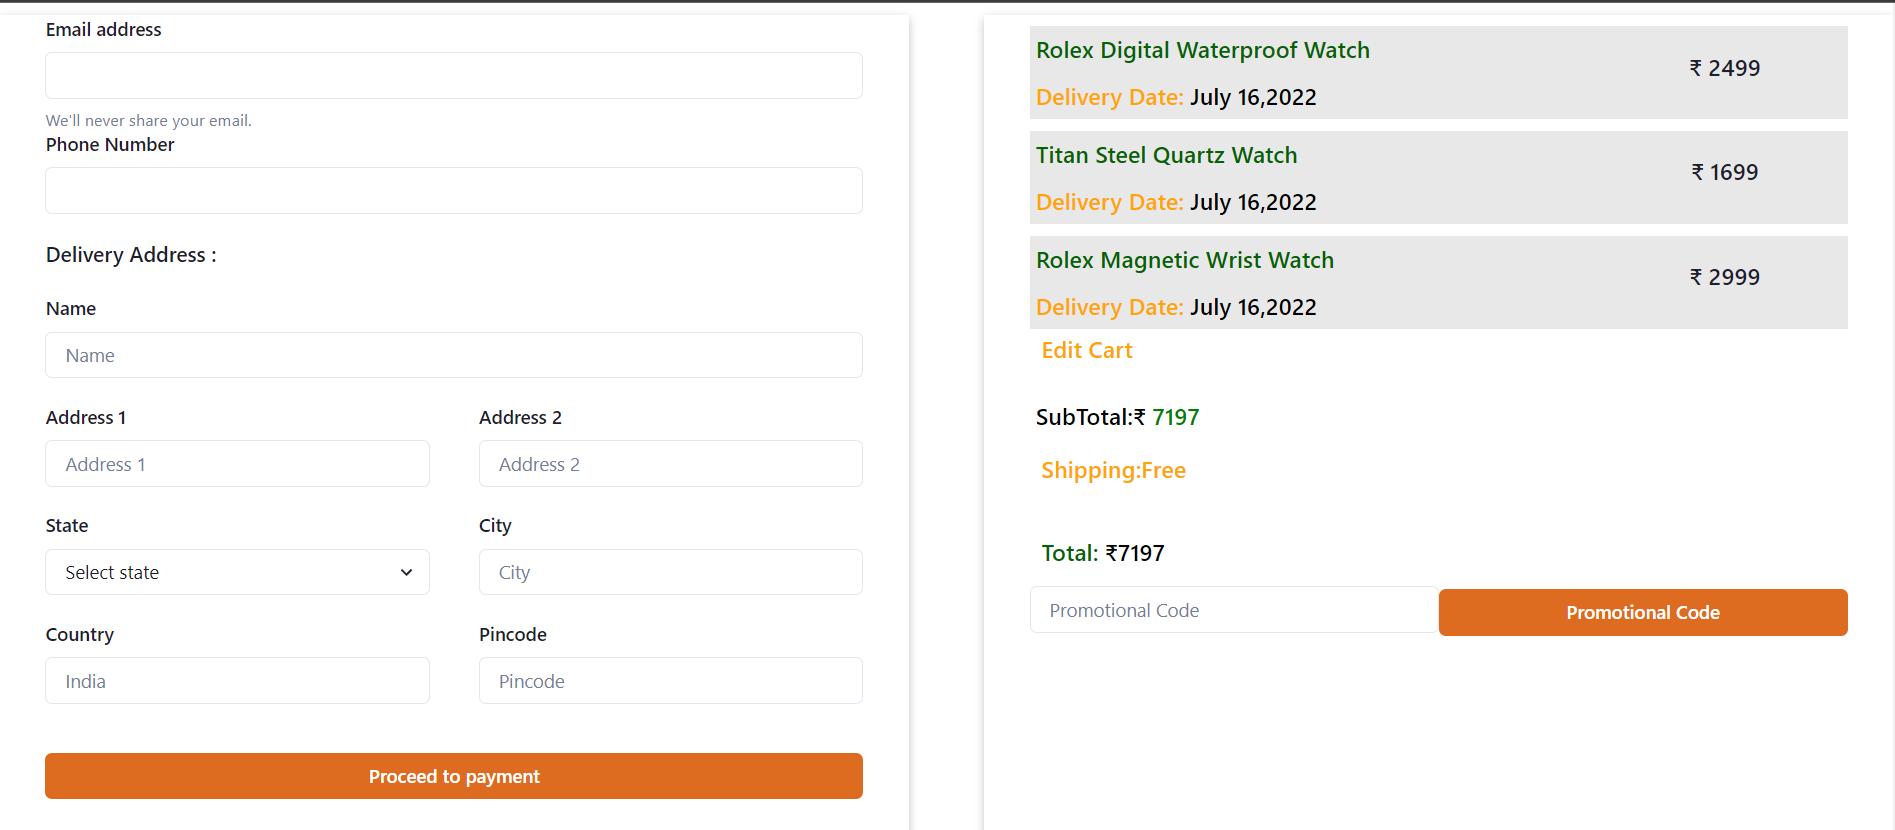 Email address
We'll never share your email.
Phone Number
Delivery Address :
Name
Name
Address 1
Address 2
Address 1
Address 2
State
City
Select state
City
Country
Pincode
India
Pincode
Proceed to payment
Rolex Digital Waterproof Watch
₹ 2499
Delivery Date: July 16,2022
Titan Steel Quartz Watch
₹ 1699
Delivery Date: July 16,2022
Rolex Magnetic Wrist Watch
₹ 2999
Delivery Date: July 16,2022
Edit Cart
SubTotal:₹ 7197
Shipping:Free
Total: ₹7197
Promotional Code
Promotional Code